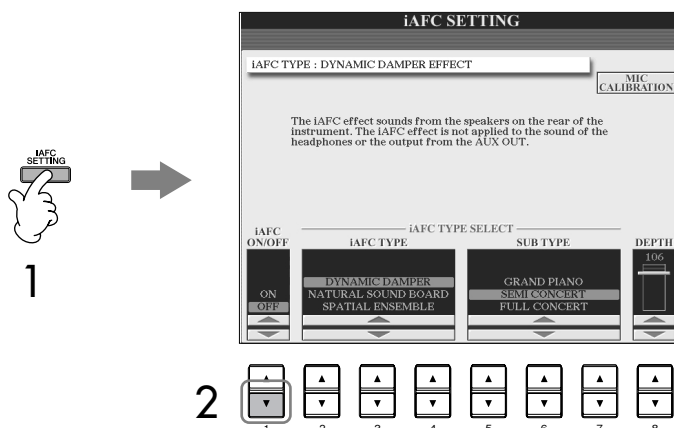 iAFC SETTING
iAFC TYPE : DYNAMIC DAMPER EFFECT
MIC
CALIBRATION
The iAFC effect sounds from the speakers on the rear of the
instrument. The iAFC effect is not applied to the sound of the
headphones or the output from the AUX OUT.
iAFC
SETTING
1
iAFC
ON/OFF
iAFC TYPE SELECT
iAFC TYPE
SUB TYPE
DEPTH
106
ON
OFF
DYNAMIC DAMPER
NATURAL SOUND BOARD
SPATIAL ENSEMBLE
GRAND PIANO
SEMI CONCERT
FULL CONCERT
2
1 2 3 4 5 6 7 8